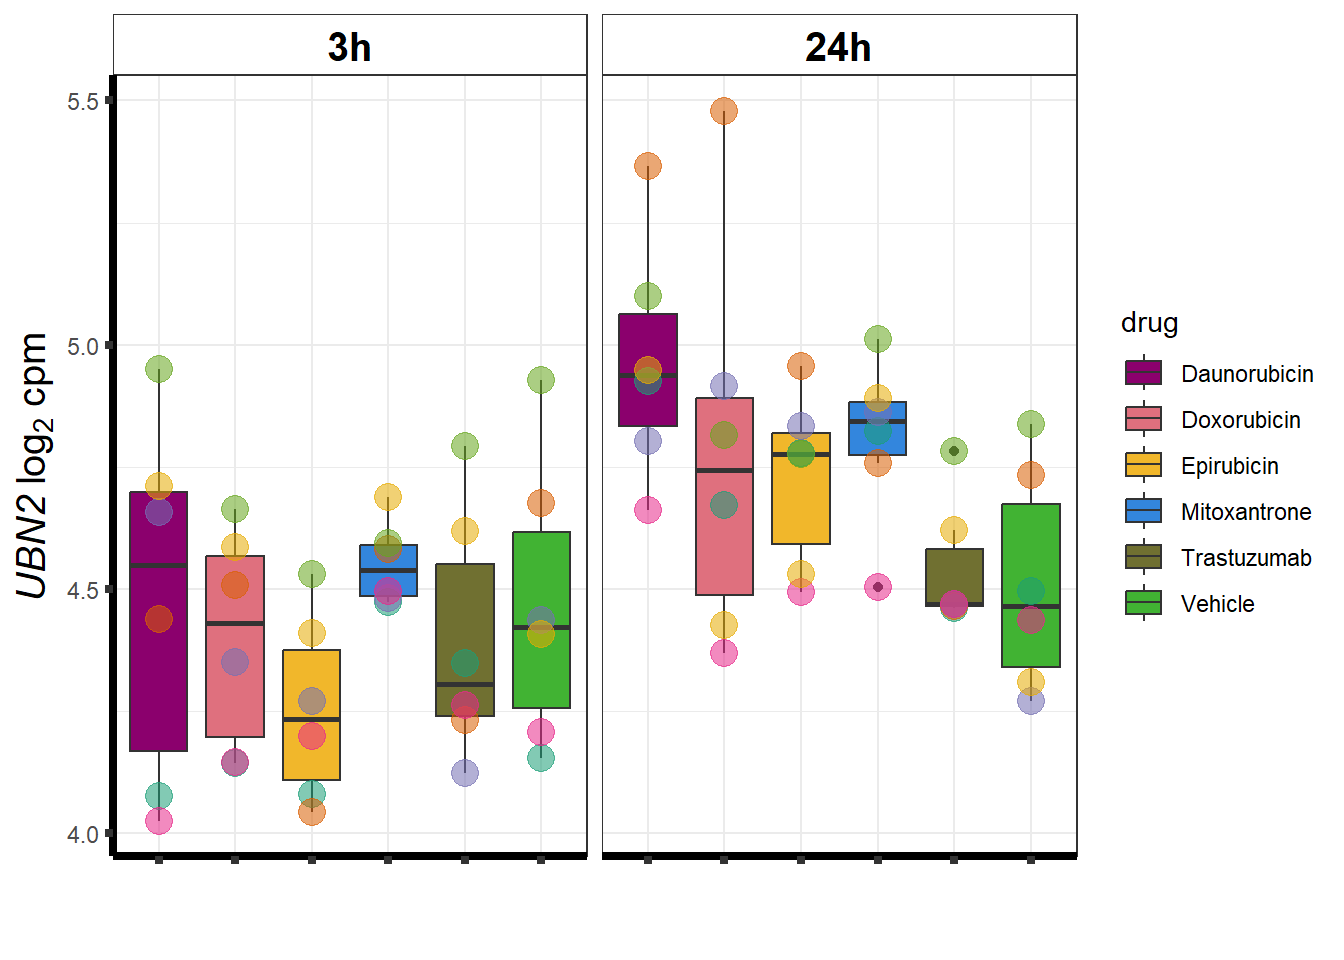 3h
24h
5.5
5.0
4.5
4.0
UBN2 log2 cpm
drug
Daunorubicin
Doxorubicin
Epirubicin
Mitoxantrone
Trastuzumab
Vehicle